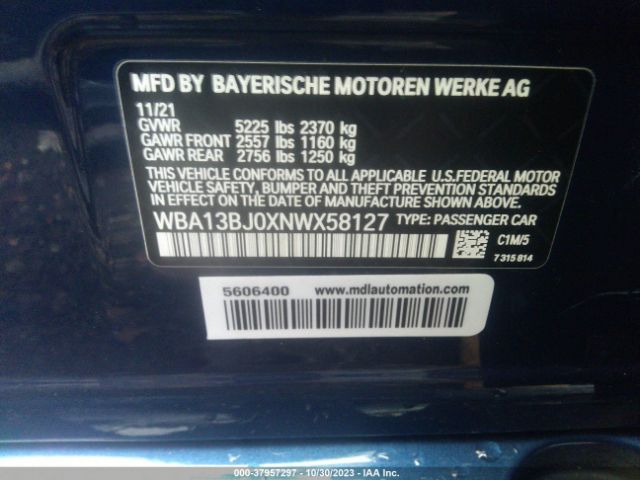 MFD BY BAYERISCHE MOTOREN WERKE AG
11/21
GVWR 5225 lbs 2370 kg
GAWR FRONT 2557 lbs 1160 kg
GAWR REAR 2756 lbs 1250 kg
THIS VEHICLE CONFORMS TO ALL APPLICABLE U.S.FEDERAL MOTOR
VEHICLE SAFETY, BUMPER AND THEFT PREVENTION STANDARDS
IN EFFECT ON THE DATE OF MANUFACTURE SHOWN ABOVE.
WBA13BJ0XNWX58127 TYPE: PASSENGER CAR
C1M/5
7 315 814
5606400 www.mdlautomation.com
000-37957297 - 10/30/2023 - IAA Inc.